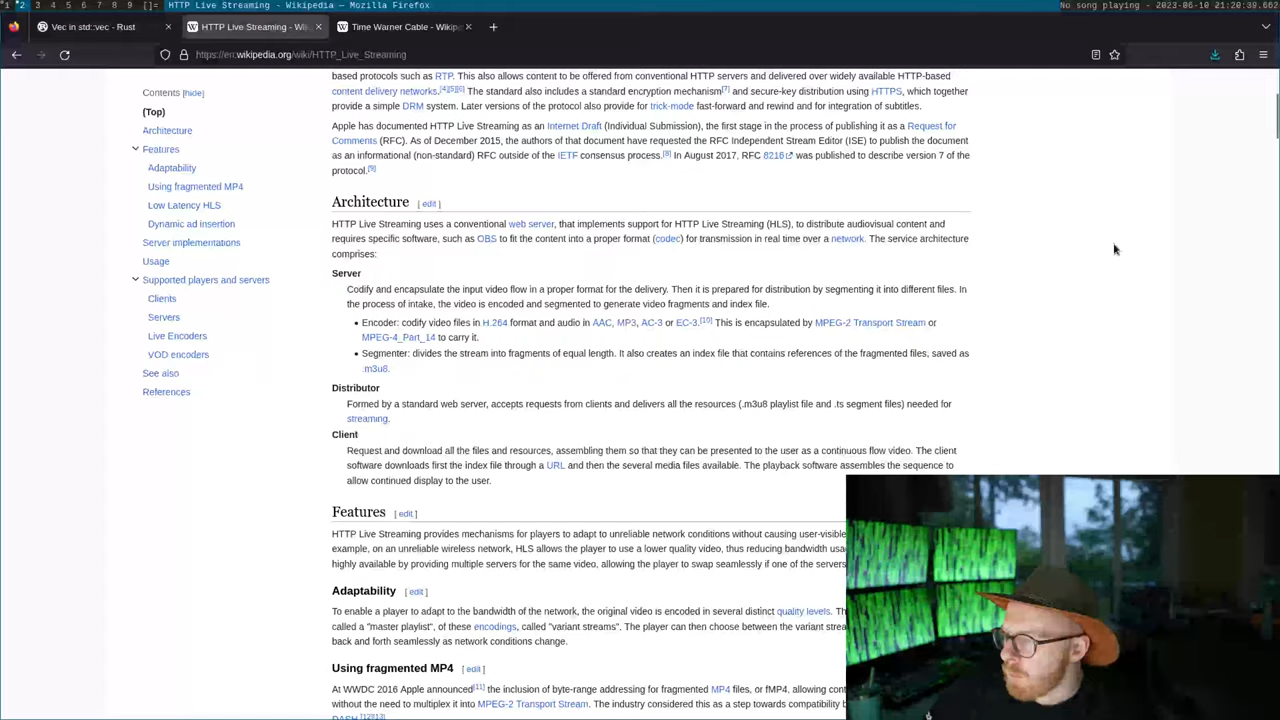 1 2 3 4 5 6 7 8 9 []= HTTP Live Streaming - Wikipedia — Mozilla Firefox No song playing - 2023-06-10 21:20:39.662
Vec in std::vec - Rust HTTP Live Streaming - Wik Time Warner Cable - Wikip
https://en.wikipedia.org/wiki/HTTP_Live_Streaming
Contents [hide]
(Top)
Architecture
Features
Adaptability
Using fragmented MP4
Low Latency HLS
Dynamic ad insertion
Server implementations
Usage
Supported players and servers
Clients
Servers
Live Encoders
VOD encoders
See also
References
based protocols such as RTP. This also allows content to be offered from conventional HTTP servers and delivered over widely available HTTP-based
content delivery networks.[4][5][6] The standard also includes a standard encryption mechanism[7] and secure-key distribution using HTTPS, which together
provide a simple DRM system. Later versions of the protocol also provide for trick-mode fast-forward and rewind and for integration of subtitles.
Apple has documented HTTP Live Streaming as an Internet Draft (Individual Submission), the first stage in the process of publishing it as a Request for
Comments (RFC). As of December 2015, the authors of that document have requested the RFC Independent Stream Editor (ISE) to publish the document
as an informational (non-standard) RFC outside of the IETF consensus process.[8] In August 2017, RFC 8216 was published to describe version 7 of the
protocol.[9]
Architecture [ edit ]
HTTP Live Streaming uses a conventional web server, that implements support for HTTP Live Streaming (HLS), to distribute audiovisual content and
requires specific software, such as OBS to fit the content into a proper format (codec) for transmission in real time over a network. The service architecture
comprises:
Server
Codify and encapsulate the input video flow in a proper format for the delivery. Then it is prepared for distribution by segmenting it into different files. In
the process of intake, the video is encoded and segmented to generate video fragments and index file.
• Encoder: codify video files in H.264 format and audio in AAC, MP3, AC-3 or EC-3.[10] This is encapsulated by MPEG-2 Transport Stream or
MPEG-4_Part_14 to carry it.
• Segmenter: divides the stream into fragments of equal length. It also creates an index file that contains references of the fragmented files, saved as
.m3u8.
Distributor
Formed by a standard web server, accepts requests from clients and delivers all the resources (.m3u8 playlist file and .ts segment files) needed for
streaming.
Client
Request and download all the files and resources, assembling them so that they can be presented to the user as a continuous flow video. The client
software downloads first the index file through a URL and then the several media files available. The playback software assembles the sequence to
allow continued display to the user.
Features [ edit ]
HTTP Live Streaming provides mechanisms for players to adapt to unreliable network conditions without causing user-visible
example, on an unreliable wireless network, HLS allows the player to use a lower quality video, thus reducing bandwidth usa
highly available by providing multiple servers for the same video, allowing the player to swap seamlessly if one of the servers
Adaptability [ edit ]
To enable a player to adapt to the bandwidth of the network, the original video is encoded in several distinct quality levels. Th
called a "master playlist", of these encodings, called "variant streams". The player can then choose between the variant strea
back and forth seamlessly as network conditions change.
Using fragmented MP4 [ edit ]
At WWDC 2016 Apple announced[11] the inclusion of byte-range addressing for fragmented MP4 files, or fMP4, allowing cont
without the need to multiplex it into MPEG-2 Transport Stream. The industry considered this as a step towards compatibility b
DASH.[12][13]